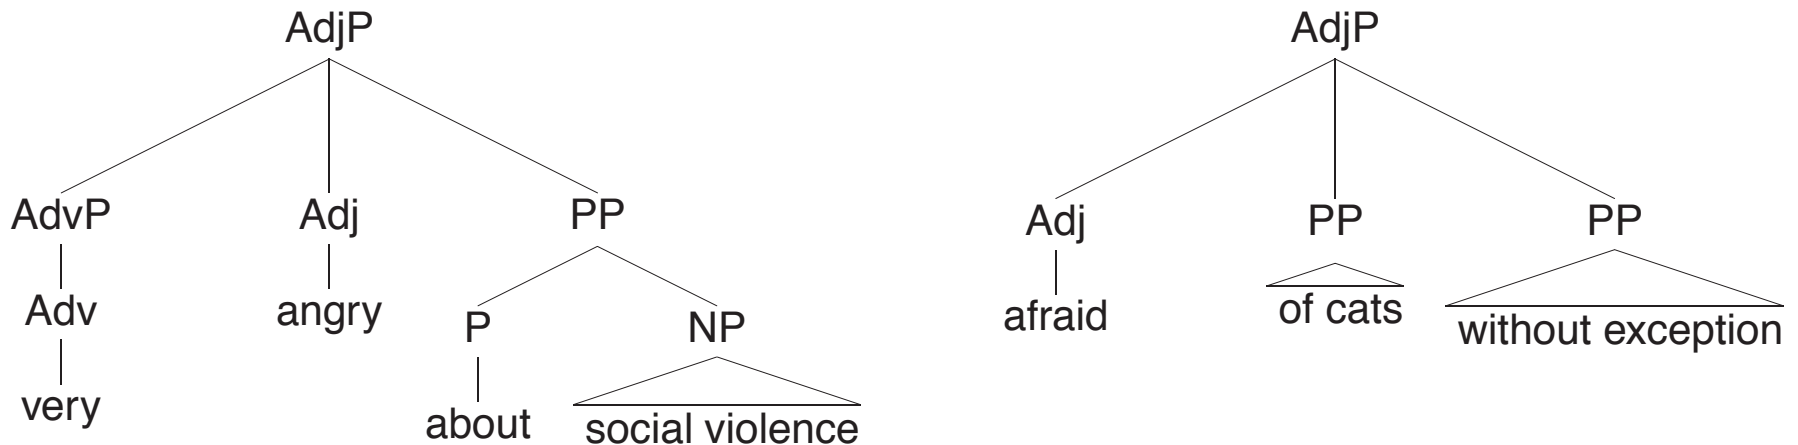 AdjP
AdvP Adj PP
Adv angry P NP
very about social violence
AdjP
Adj PP PP
afraid of cats without exception